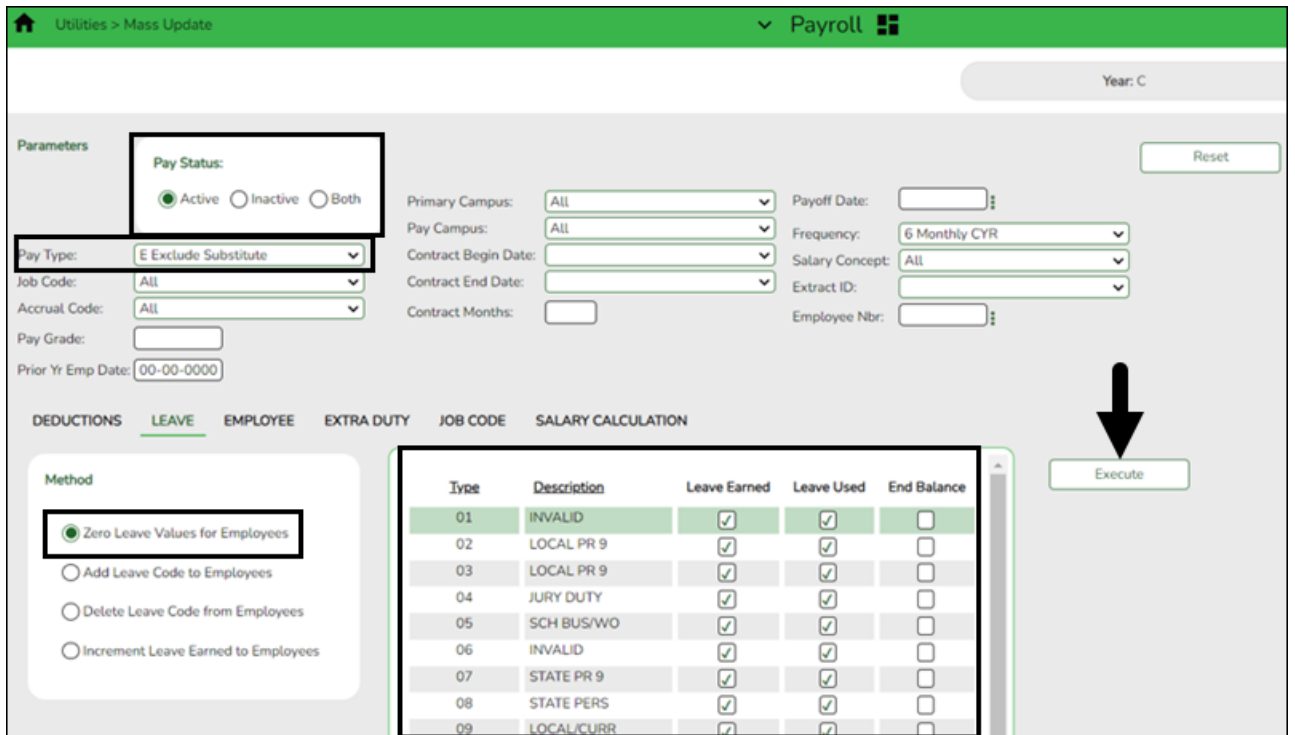 Utilities > Mass Update
Payroll
Year: C
Parameters
Pay Status:
Active Inactive Both
Reset
Primary Campus: All
Payoff Date:
Pay Campus: All
Frequency: 6 Monthly CYR
Pay Type: E Exclude Substitute
Contract Begin Date:
Salary Concept: All
Job Code: All
Contract End Date:
Extract ID:
Accrual Code: All
Contract Months:
Employee Nbr:
Pay Grade:
Prior Yr Emp Date: 00-00-0000
DEDUCTIONS LEAVE EMPLOYEE EXTRA DUTY JOB CODE SALARY CALCULATION
Method
Zero Leave Values for Employees
Add Leave Code to Employees
Delete Leave Code from Employees
Increment Leave Earned to Employees
Type Description Leave Earned Leave Used End Balance
01 INVALID
02 LOCAL PR 9
03 LOCAL PR 9
04 JURY DUTY
05 SCH BUS/WO
06 INVALID
07 STATE PR 9
08 STATE PERS
09 LOCAL/CURR
Execute